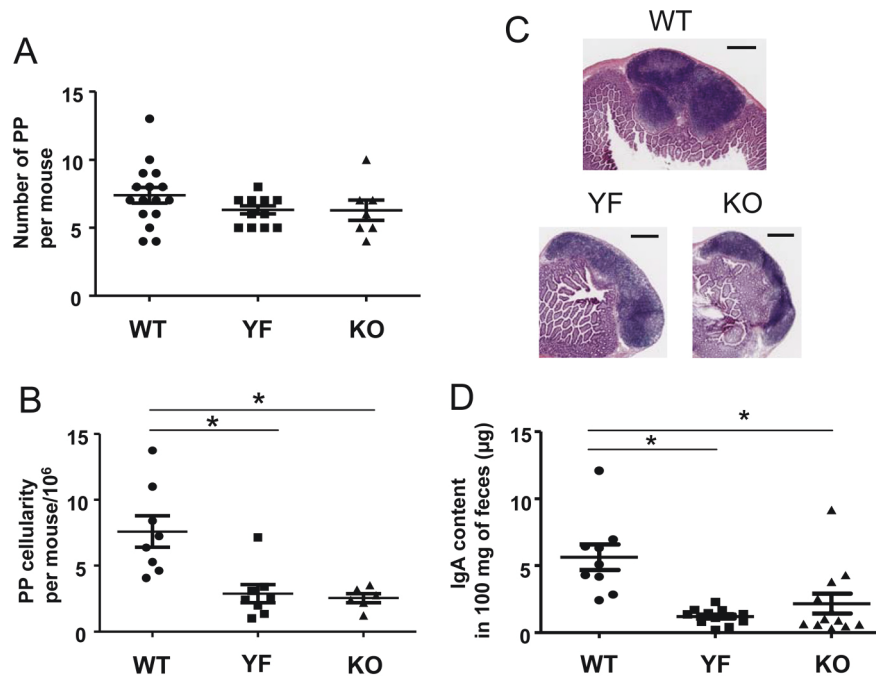 A
Number of PP
per mouse
15
10
5
0
WT YF KO
B
PP cellularity
per mouse/10⁶
15
10
5
0
* 
*
WT YF KO
C
WT
YF KO
D
IgA content
in 100 mg of feces (µg)
15
10
5
0
*
*
WT YF KO